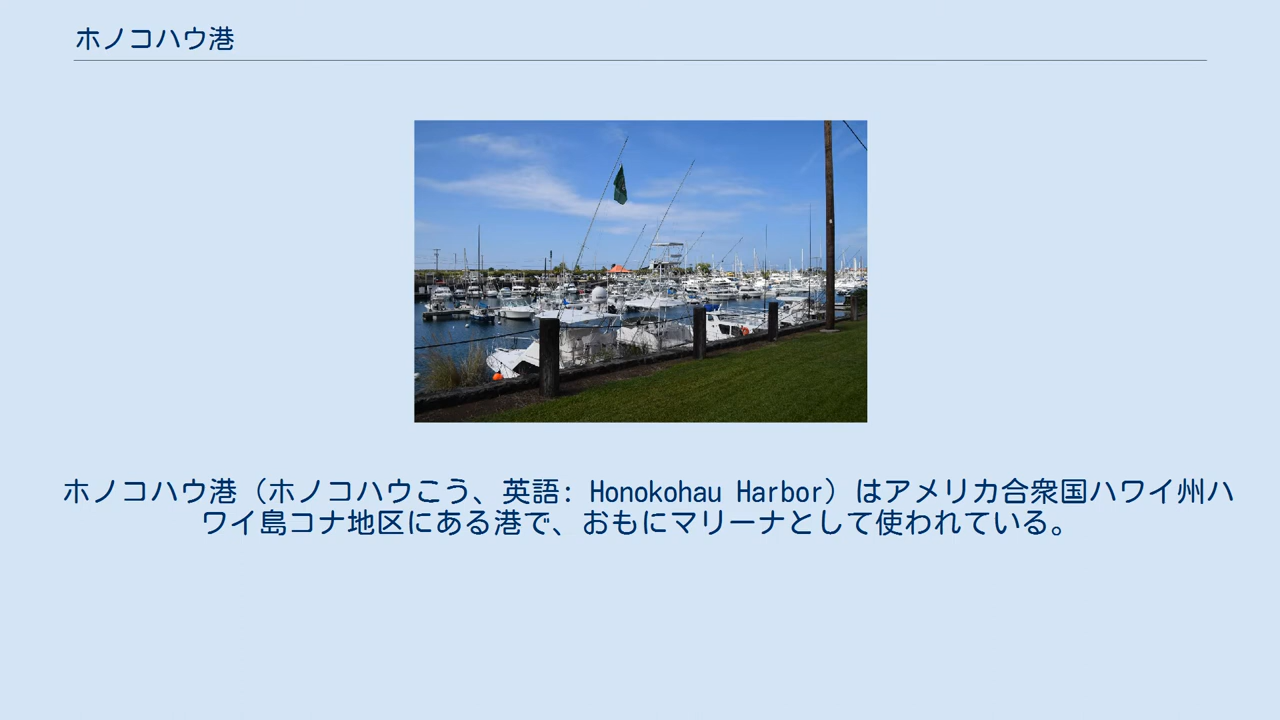 ホノコハウ港
ホノコハウ港（ホノコハウこう、英語: Honokohau Harbor）はアメリカ合衆国ハワイ州ハ
ワイ島コナ地区にある港で、おもにマリーナとして使われている。